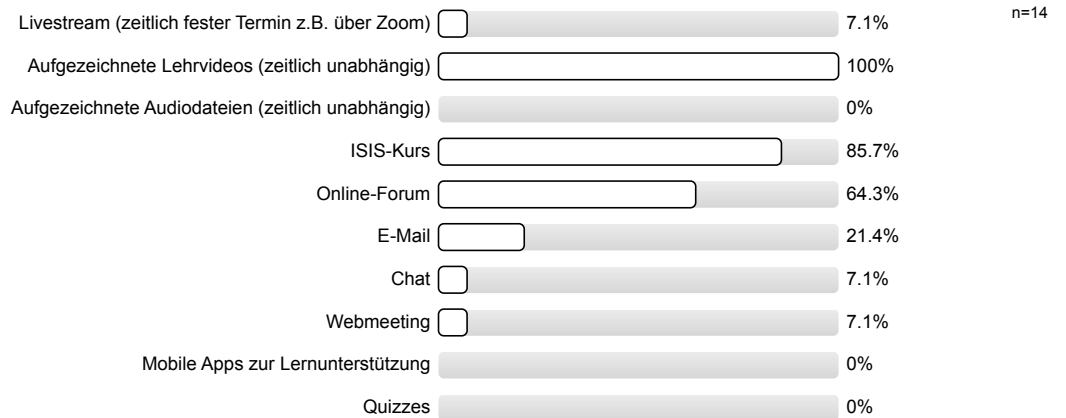 Livestream (zeitlich fester Termin z.B. über Zoom) 7.1% n=14
Aufgezeichnete Lehrvideos (zeitlich unabhängig) 100%
Aufgezeichnete Audiodateien (zeitlich unabhängig) 0%
ISIS-Kurs 85.7%
Online-Forum 64.3%
E-Mail 21.4%
Chat 7.1%
Webmeeting 7.1%
Mobile Apps zur Lernunterstützung 0%
Quizzes 0%